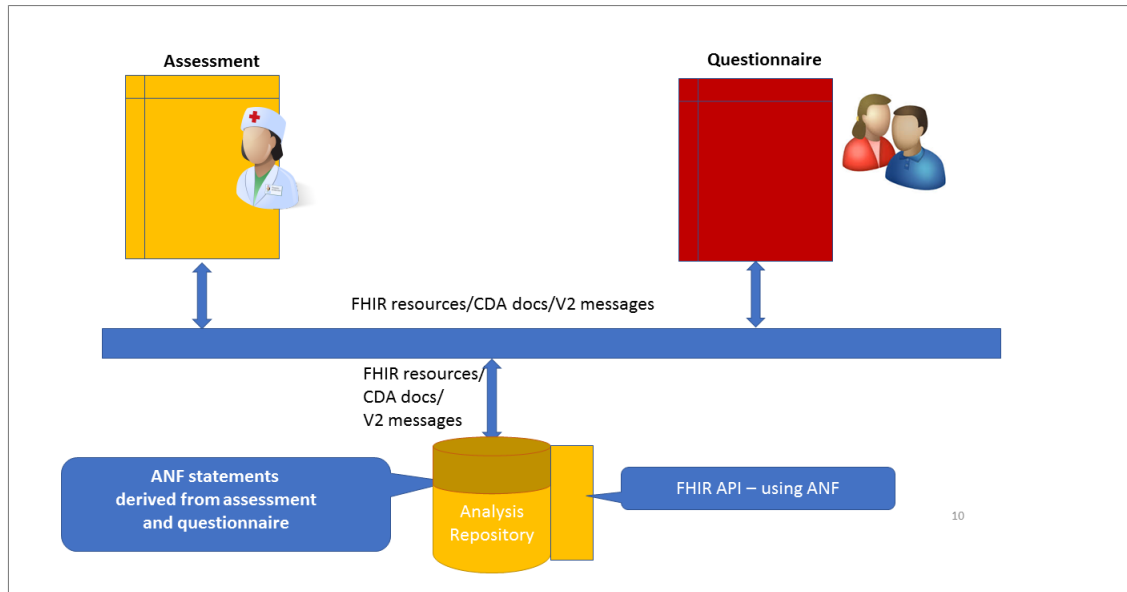 Assessment
Questionnaire
FHIR resources/CDA docs/V2 messages
FHIR resources/
CDA docs/
V2 messages
ANF statements
derived from assessment
and questionnaire
Analysis
Repository
FHIR API – using ANF
10